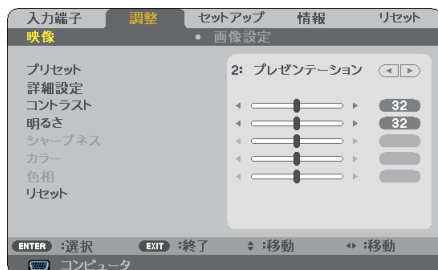 入力端子 調整 セットアップ 情報 リセット
映像 • 画像設定
プリセット 2: プレゼンテーション
詳細設定
コントラスト 32
明るさ 32
シャープネス
カラー
色相
リセット
ENTER :選択 EXIT :終了 :移動 :移動
コンピュータ